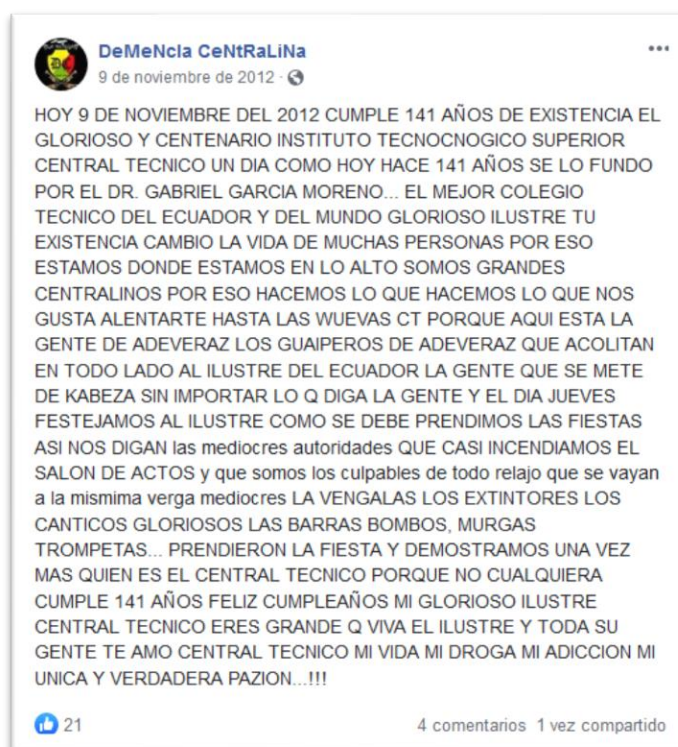 DeMeNcIa CeNtRaLiNa
9 de noviembre de 2012
HOY 9 DE NOVIEMBRE DEL 2012 CUMPLE 141 AÑOS DE EXISTENCIA EL
GLORIOSO Y CENTENARIO INSTITUTO TECNOCNOGICO SUPERIOR
CENTRAL TECNICO UN DIA COMO HOY HACE 141 AÑOS SE LO FUNDO
POR EL DR. GABRIEL GARCIA MORENO... EL MEJOR COLEGIO
TECNICO DEL ECUADOR Y DEL MUNDO GLORIOSO ILUSTRE TU
EXISTENCIA CAMBIO LA VIDA DE MUCHAS PERSONAS POR ESO
ESTAMOS DONDE ESTAMOS EN LO ALTO SOMOS GRANDES
CENTRALINOS POR ESO HACEMOS LO QUE HACEMOS LO QUE NOS
GUSTA ALENTARTE HASTA LAS WUEVAS CT PORQUE AQUI ESTA LA
GENTE DE ADEVERAZ LOS GUAIPEROS DE ADEVERAZ QUE ACOLITAN
EN TODO LADO AL ILUSTRE DEL ECUADOR LA GENTE QUE SE METE
DE KABEZA SIN IMPORTAR LO Q DIGA LA GENTE Y EL DIA JUEVES
FESTEJAMOS AL ILUSTRE COMO SE DEBE PRENDIMOS LAS FIESTAS
ASI NOS DIGAN las mediocres autoridades QUE CASI INCENDIAMOS EL
SALON DE ACTOS y que somos los culpables de todo relajo que se vayan
a la mismima verga mediocres LA VENGALAS LOS EXTINTORES LOS
CANTICOS GLORIOSOS LAS BARRAS BOMBOS, MURGAS
TROMPETAS... PRENDIERON LA FIESTA Y DEMOSTRAMOS UNA VEZ
MAS QUIEN ES EL CENTRAL TECNICO PORQUE NO CUALQUIERA
CUMPLE 141 AÑOS FELIZ CUMPLEAÑOS MI GLORIOSO ILUSTRE
CENTRAL TECNICO ERES GRANDE Q VIVA EL ILUSTRE Y TODA SU
GENTE TE AMO CENTRAL TECNICO MI VIDA MI DROGA MI ADICCION MI
UNICA Y VERDADERA PAZION...!!!
21 4 comentarios 1 vez compartido